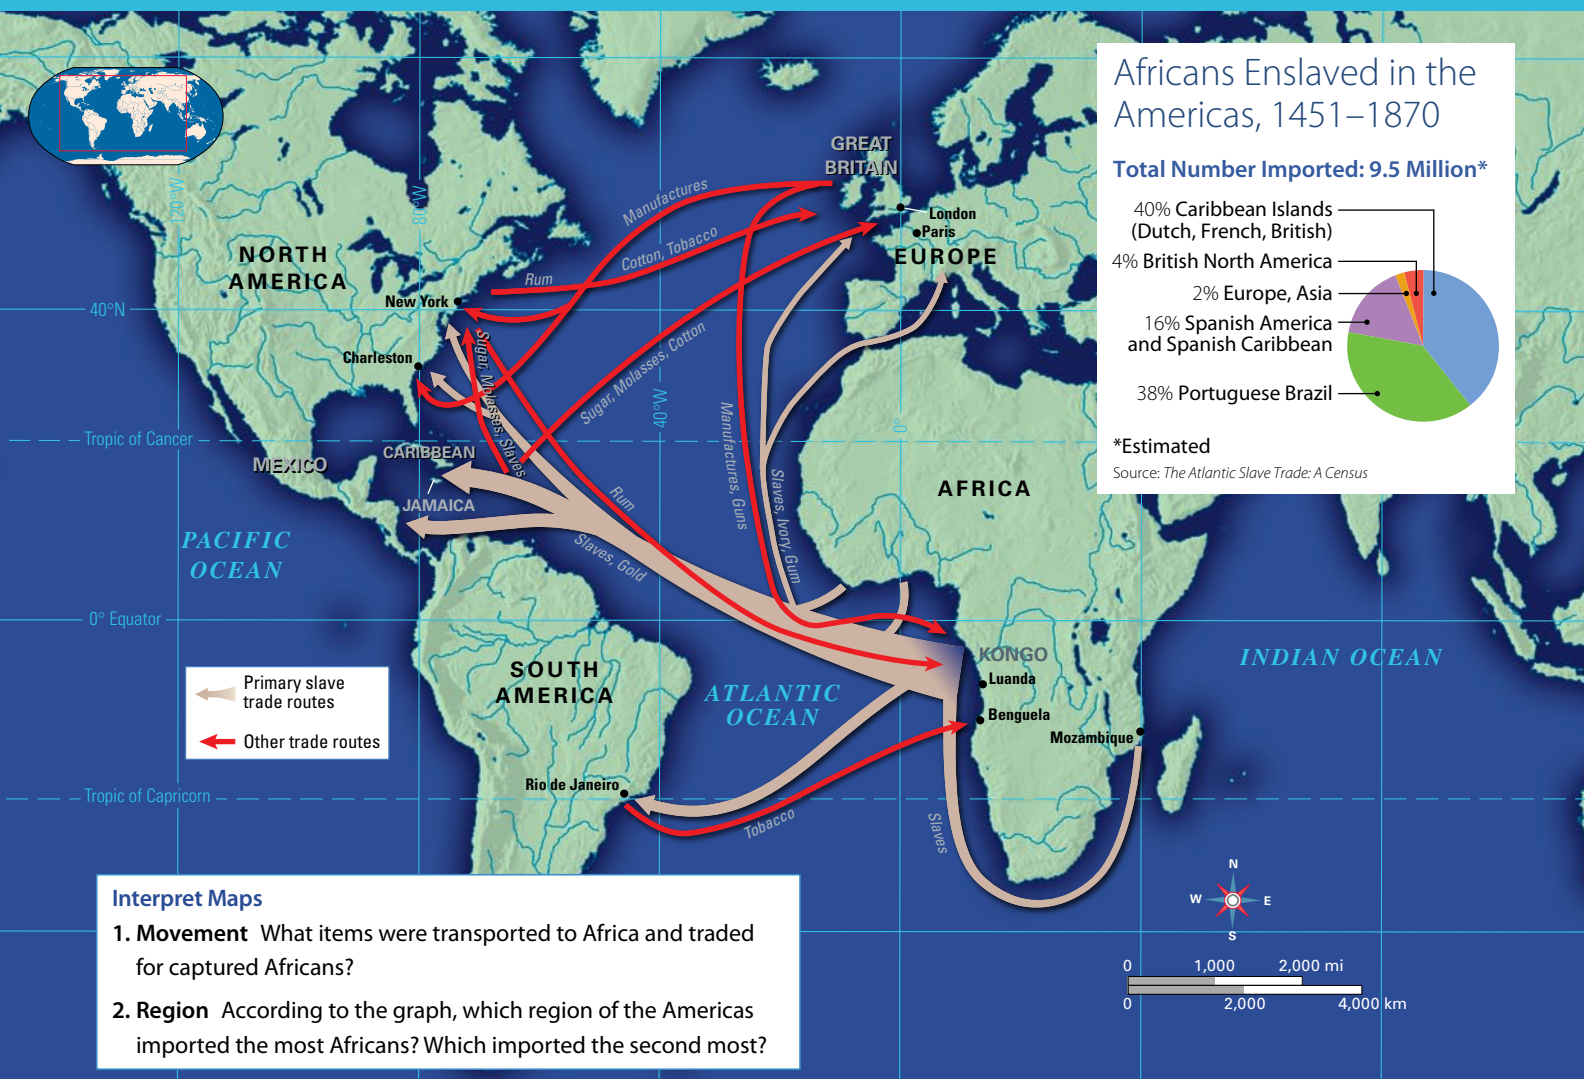 Africans Enslaved in the
Americas, 1451–1870
Total Number Imported: 9.5 Million*
40% Caribbean Islands
(Dutch, French, British)
4% British North America
2% Europe, Asia
16% Spanish America
and Spanish Caribbean
38% Portuguese Brazil
*Estimated
Source: The Atlantic Slave Trade: A Census
120°W
80°W
40°W
0°
40°N
Tropic of Cancer
0° Equator
Tropic of Capricorn
GREAT
BRITAIN
London
Paris
EUROPE
NORTH
AMERICA
New York
Charleston
MEXICO
CARIBBEAN
JAMAICA
AFRICA
PACIFIC
OCEAN
SOUTH
AMERICA
ATLANTIC
OCEAN
INDIAN OCEAN
KONGO
Luanda
Benguela
Mozambique
Rio de Janeiro
Manufactures
Cotton, Tobacco
Rum
Sugar, Molasses, Cotton
Sugar, Molasses, Slaves
Manufactures, Guns
Slaves, Ivory, Gum
Rum
Slaves, Gold
Tobacco
Slaves
Primary slave
trade routes
Other trade routes
Interpret Maps
1. Movement What items were transported to Africa and traded
for captured Africans?
2. Region According to the graph, which region of the Americas
imported the most Africans? Which imported the second most?
N
W
E
S
0 1,000 2,000 mi
0 2,000 4,000 km